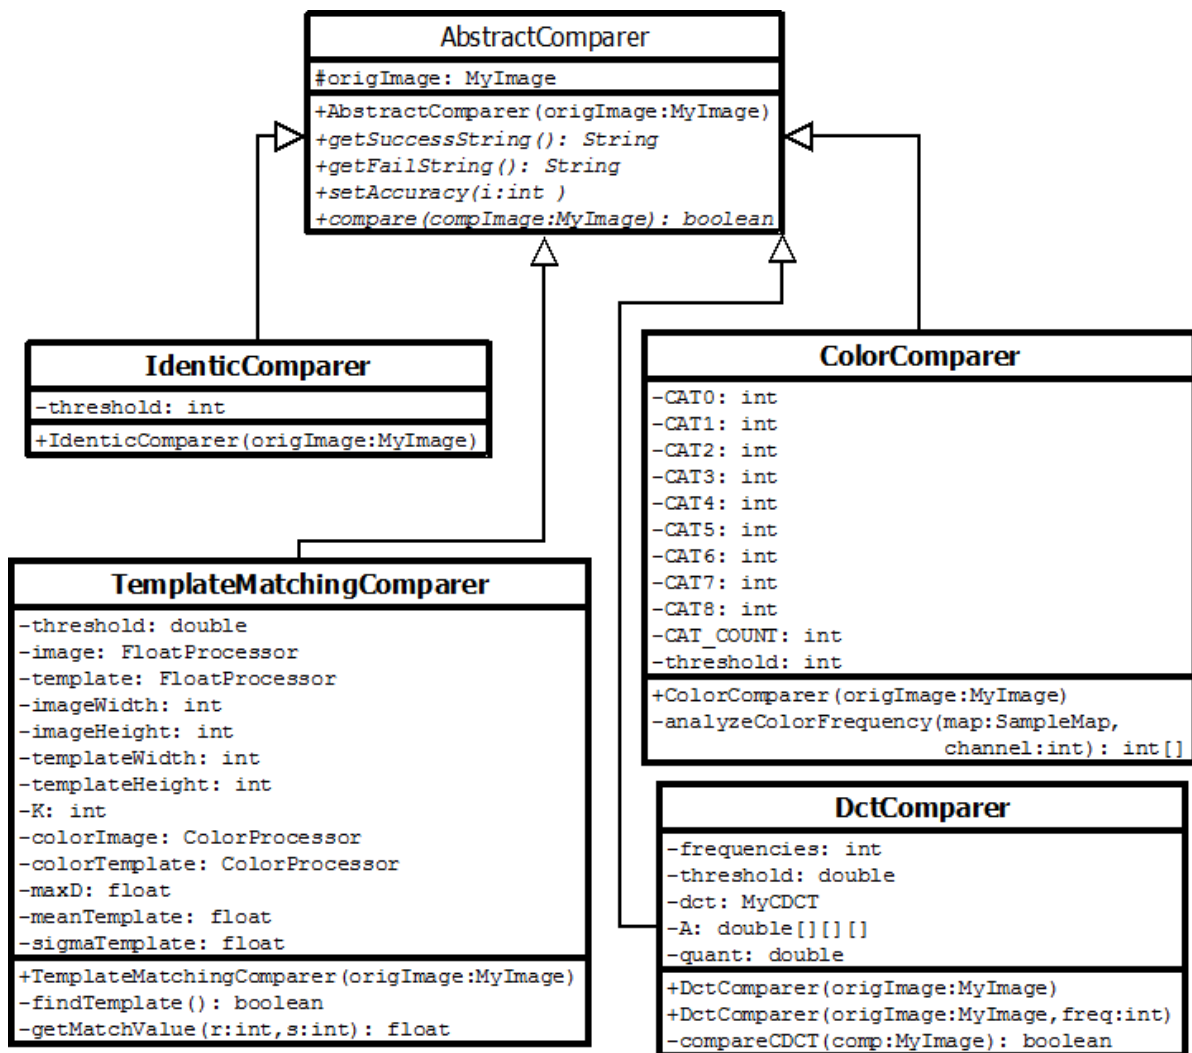 AbstractComparer
#origImage: MyImage
+AbstractComparer(origImage:MyImage)
+getSuccessString(): String
+getFailString(): String
+setAccuracy(i:int )
+compare(compImage:MyImage): boolean
IdenticComparer
-threshold: int
+IdenticComparer(origImage:MyImage)
ColorComparer
-CAT0: int
-CAT1: int
-CAT2: int
-CAT3: int
-CAT4: int
-CAT5: int
-CAT6: int
-CAT7: int
-CAT8: int
-CAT_COUNT: int
-threshold: int
+ColorComparer(origImage:MyImage)
-analyzeColorFrequency(map:SampleMap,
channel:int): int[]
TemplateMatchingComparer
-threshold: double
-image: FloatProcessor
-template: FloatProcessor
-imageWidth: int
-imageHeight: int
-templateWidth: int
-templateHeight: int
-K: int
-colorImage: ColorProcessor
-colorTemplate: ColorProcessor
-maxD: float
-meanTemplate: float
-sigmaTemplate: float
+TemplateMatchingComparer(origImage:MyImage)
-findTemplate(): boolean
-getMatchValue(r:int,s:int): float
DctComparer
-frequencies: int
-threshold: double
-dct: MyCDCT
-A: double[][][]
-quant: double
+DctComparer(origImage:MyImage)
+DctComparer(origImage:MyImage,freq:int)
-compareCDCT(comp:MyImage): boolean